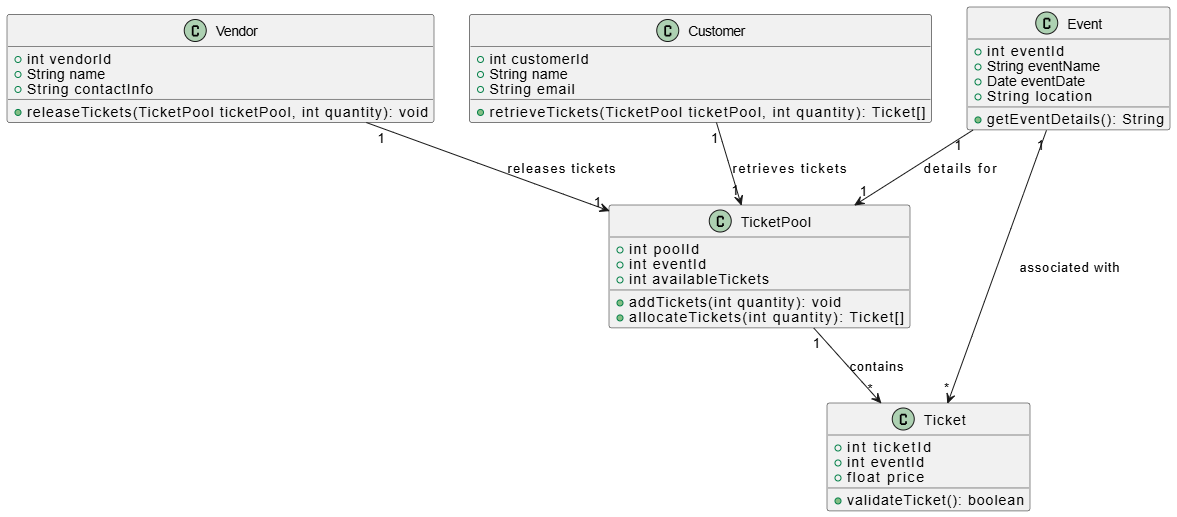 C Vendor
int vendorId
String name
String contactInfo
releaseTickets(TicketPool ticketPool, int quantity): void
C Customer
int customerId
String name
String email
retrieveTickets(TicketPool ticketPool, int quantity): Ticket[]
C Event
int eventId
String eventName
Date eventDate
String location
getEventDetails(): String
1
releases tickets
1
1
retrieves tickets
1
1
details for
1
1
associated with
*
C TicketPool
int poolId
int eventId
int availableTickets
addTickets(int quantity): void
allocateTickets(int quantity): Ticket[]
1
contains
*
C Ticket
int ticketId
int eventId
float price
validateTicket(): boolean